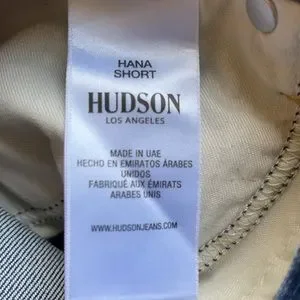 HANA
SHORT
HUDSON
LOS ANGELES
MADE IN UAE
HECHO EN EMIRATOS ÁRABES
UNIDOS
FABRIQUÉ AUX ÉMIRATS
ARABES UNIS
WWW.HUDSONJEANS.COM